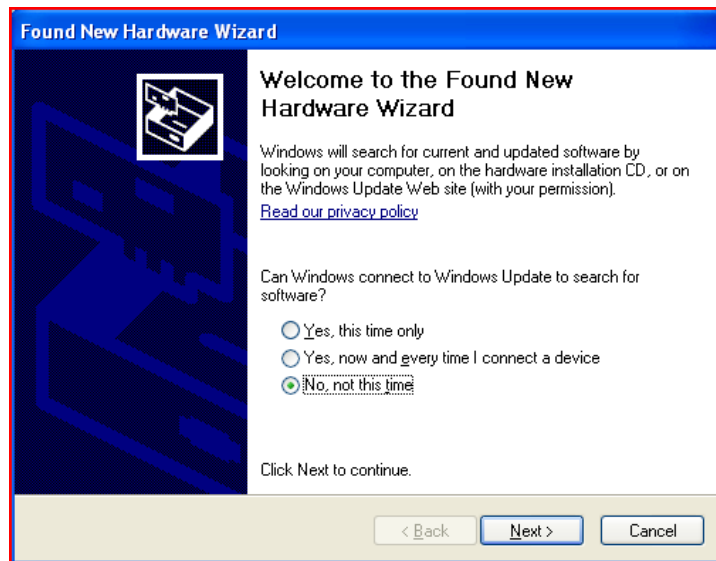 Found New Hardware Wizard
Welcome to the Found New
Hardware Wizard
Windows will search for current and updated software by
looking on your computer, on the hardware installation CD, or on
the Windows Update Web site (with your permission).
Read our privacy policy
Can Windows connect to Windows Update to search for
software?
Yes, this time only
Yes, now and every time I connect a device
No, not this time
Click Next to continue.
< Back
Next >
Cancel